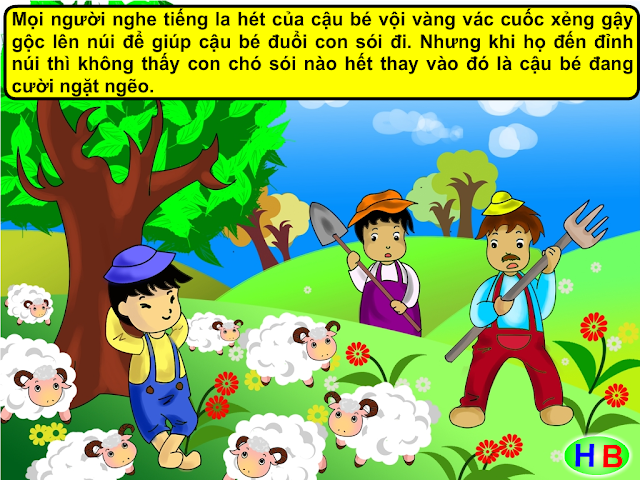 Mọi người nghe tiếng la hét của cậu bé vội vàng vác cuốc xẻng gậy
gộc lên núi để giúp cậu bé đuổi con sói đi. Nhưng khi họ đến đỉnh
núi thì không thấy con chó sói nào hết thay vào đó là cậu bé đang
cười ngặt ngẽo.
H B